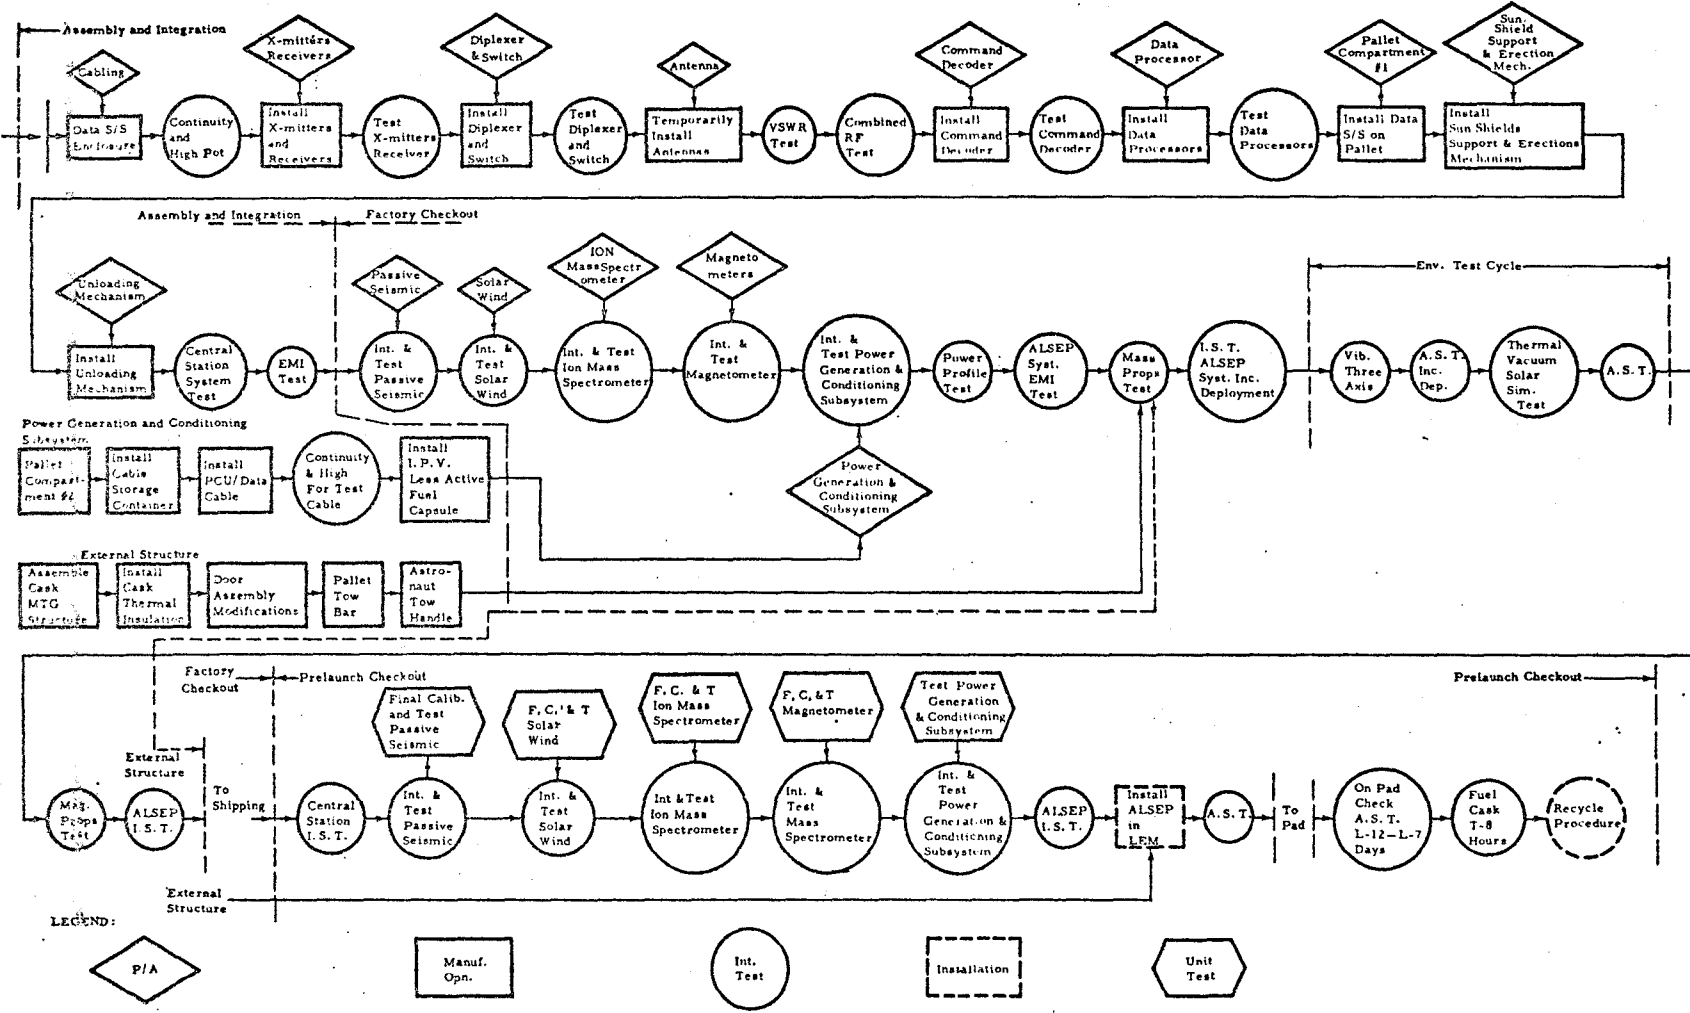 Assembly and Integration
Cabling
X-mitters
Receivers
Diplexer
& Switch
Antenna
Command
Decoder
Data
Processor
Pallet
Compartment
#1
Sun
Shield
Support
& Erection
Mech.
Data S/S
Enclosure
Continuity
and
High Pot
Install
X-mitters
and
Receivers
Test
X-mitters
Receiver
Install
Diplexer
and
Switch
Test
Diplexer
and
Switch
Temporarily
Install
Antennas
VSWR
Test
Combined
RF
Test
Install
Command
Decoder
Test
Command
Decoder
Install
Data
Processors
Test
Data
Processors
Install Data
S/S on
Pallet
Install
Sun Shields
Support & Erections
Mechanism
Assembly and Integration
Factory Checkout
Unloading
Mechanism
Passive
Seismic
Solar
Wind
ION
Mass Spectr
ometer
Magneto
meters
Env. Test Cycle
Install
Unloading
Mechanism
Central
Station
System
Test
EMI
Test
Int. &
Test
Passive
Seismic
Int. &
Test
Solar
Wind
Int. & Test
Ion Mass
Spectrometer
Int. &
Test
Magnetometer
Int. &
Test Power
Generation &
Conditioning
Subsystem
Power
Profile
Test
ALSEP
Syst.
EMI
Test
Mass
Props
Test
I.S.T.
ALSEP
Syst. Inc.
Deployment
Vib.
Three
Axis
A.S.T.
Inc.
Dep.
Thermal
Vacuum
Solar
Sim.
Test
A.S.T.
Power Generation and Conditioning
Subsystem
Pallet
Compart-
ment #2
Install
Cable
Storage
Container
Install
PCU/Data
Cable
Continuity
& High
For Test
Cable
Install
I.P.V.
Less Active
Fuel
Capsule
Power
Generation &
Conditioning
Subsystem
External Structure
Assemble
Cask
MTG
Structure
Install
Cask
Thermal
Insulation
Door
Assembly
Modifications
Pallet
Tow
Bar
Astro-
naut
Tow
Handle
Factory
Checkout
Prelaunch Checkout
Prelaunch Checkout
Final Calib.
and Test
Passive
Seismic
F, C, & T
Solar
Wind
F, C, & T
Ion Mass
Spectrometer
F, C, & T
Magnetometer
Test Power
Generation
& Conditioning
Subsystem
External
Structure
Mag.
Props
Test
ALSEP
I.S.T.
To
Shipping
Central
Station
I.S.T.
Int. &
Test
Passive
Seismic
Int. &
Test
Solar
Wind
Int & Test
Ion Mass
Spectrometer
Int. &
Test
Mass
Spectrometer
Int. &
Test
Power
Generation &
Conditioning
Subsystem
ALSEP
I.S.T.
Install
ALSEP
in
LEM
A.S.T.
To
Pad
On Pad
Check
A.S.T.
L-12-L-7
Days
Fuel
Cask
T-8
Hours
Recycle
Procedure
External
Structure
LEGEND:
P/A
Manuf.
Opn.
Int.
Test
Installation
Unit
Test